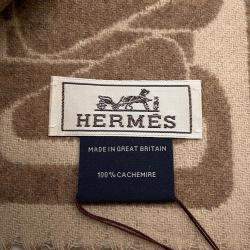 HERMÈS
MADE IN GREAT BRITAIN
100% CACHEMIRE